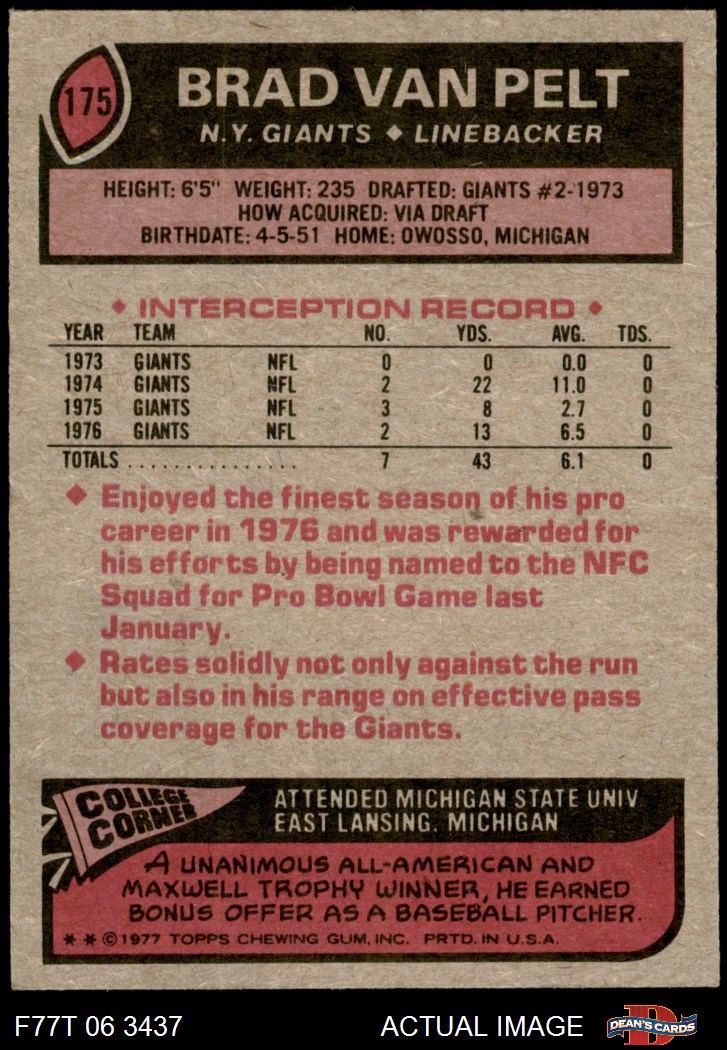 175
BRAD VAN PELT
N.Y. GIANTS ♦ LINEBACKER
HEIGHT: 6'5" WEIGHT: 235 DRAFTED: GIANTS #2-1973
HOW ACQUIRED: VIA DRAFT
BIRTHDATE: 4-5-51 HOME: OWOSSO, MICHIGAN
♦ INTERCEPTION RECORD ♦
YEAR TEAM NO. YDS. AVG. TDS.
1973 GIANTS NFL 0 0 0.0 0
1974 GIANTS NFL 2 22 11.0 0
1975 GIANTS NFL 3 8 2.7 0
1976 GIANTS NFL 2 13 6.5 0
TOTALS ................ 7 43 6.1 0
♦ Enjoyed the finest season of his pro
career in 1976 and was rewarded for
his efforts by being named to the NFC
Squad for Pro Bowl Game last
January.
♦ Rates solidly not only against the run
but also in his range on effective pass
coverage for the Giants.
COLLEGE
CORNER
ATTENDED MICHIGAN STATE UNIV
EAST LANSING, MICHIGAN
A UNANIMOUS ALL-AMERICAN AND
MAXWELL TROPHY WINNER, HE EARNED
BONUS OFFER AS A BASEBALL PITCHER.
* * © 1977 TOPPS CHEWING GUM, INC. PRTD. IN U.S.A.
F77T 06 3437 ACTUAL IMAGE D DEAN'S CARDS